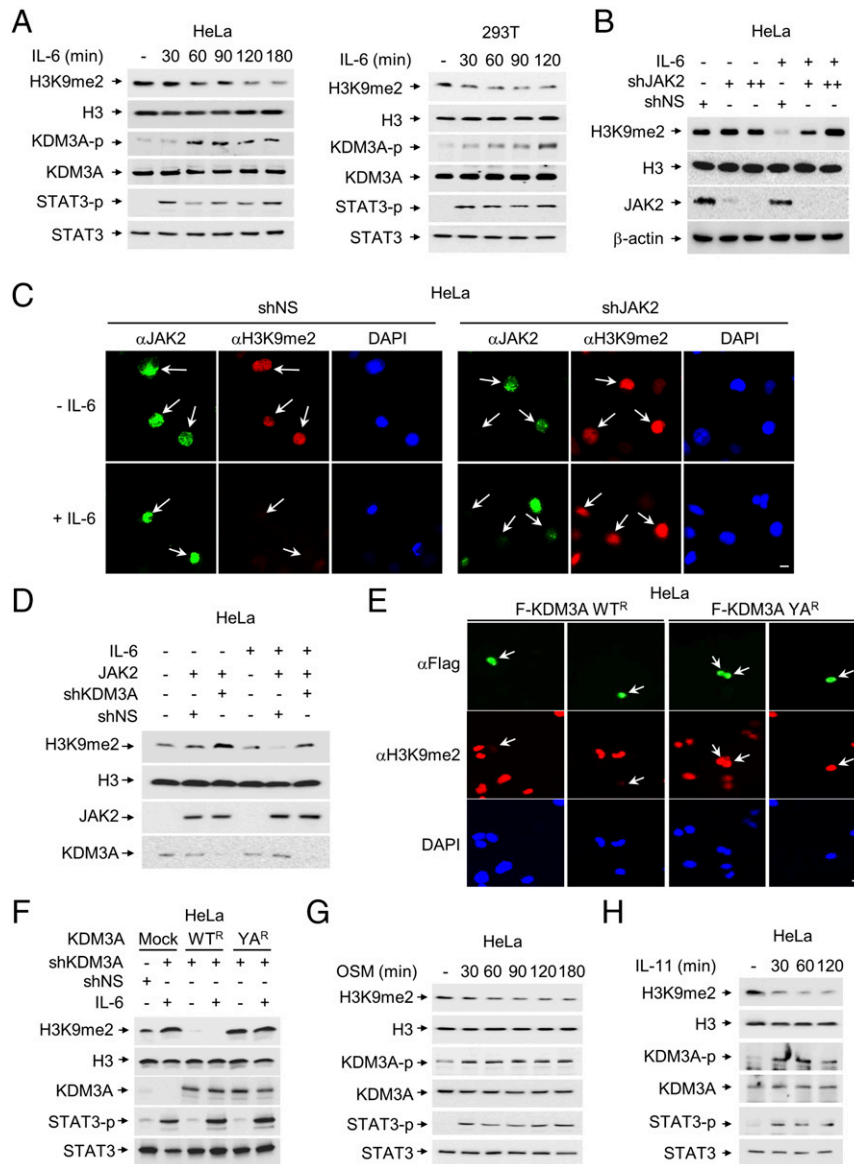 A
HeLa
IL-6 (min) - 30 60 90 120 180
H3K9me2
H3
KDM3A-p
KDM3A
STAT3-p
STAT3
293T
IL-6 (min) - 30 60 90 120
H3K9me2
H3
KDM3A-p
KDM3A
STAT3-p
STAT3
B
HeLa
IL-6 - - - + + +
shJAK2 - + ++ - + ++
shNS + - - + - -
H3K9me2
H3
JAK2
β-actin
C
HeLa
shNS shJAK2
αJAK2 αH3K9me2 DAPI αJAK2 αH3K9me2 DAPI
- IL-6
+ IL-6
D
HeLa
IL-6 - - - + + +
JAK2 - + + - + +
shKDM3A - - + - - +
shNS - + - - + -
H3K9me2
H3
JAK2
KDM3A
E
HeLa
F-KDM3A WTR F-KDM3A YAR
αFlag
αH3K9me2
DAPI
F
HeLa
KDM3A Mock WTR YAR
shKDM3A - + + + + +
shNS + - - - - -
IL-6 - + - + - +
H3K9me2
H3
KDM3A
STAT3-p
STAT3
G
HeLa
OSM (min) - 30 60 90 120 180
H3K9me2
H3
KDM3A-p
KDM3A
STAT3-p
STAT3
H
HeLa
IL-11 (min) - 30 60 120
H3K9me2
H3
KDM3A-p
KDM3A
STAT3-p
STAT3